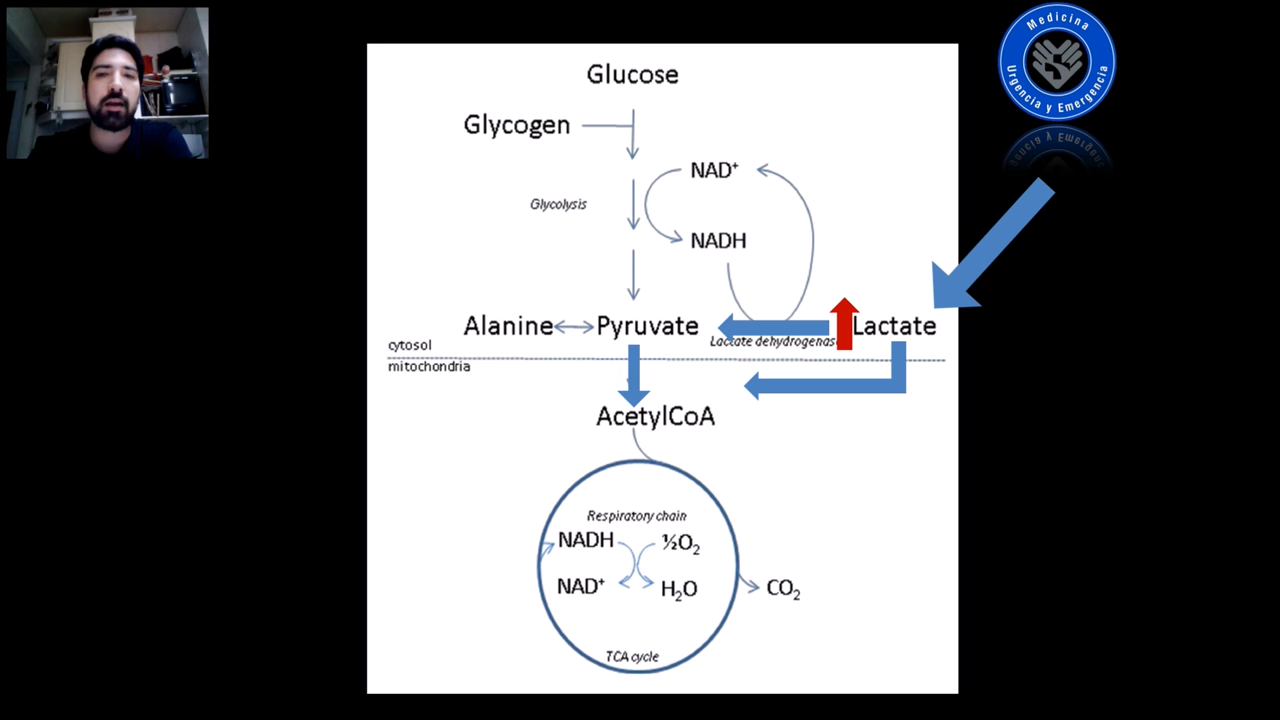 Medicina
Urgencia y Emergencia
Glucose
Glycogen
NAD⁺
Glycolysis
NADH
Alanine
Pyruvate
Lactate
Lactate dehydrogenas
cytosol
mitochondria
AcetylCoA
Respiratory chain
NADH
½O₂
NAD⁺
H₂O
CO₂
TCA cycle